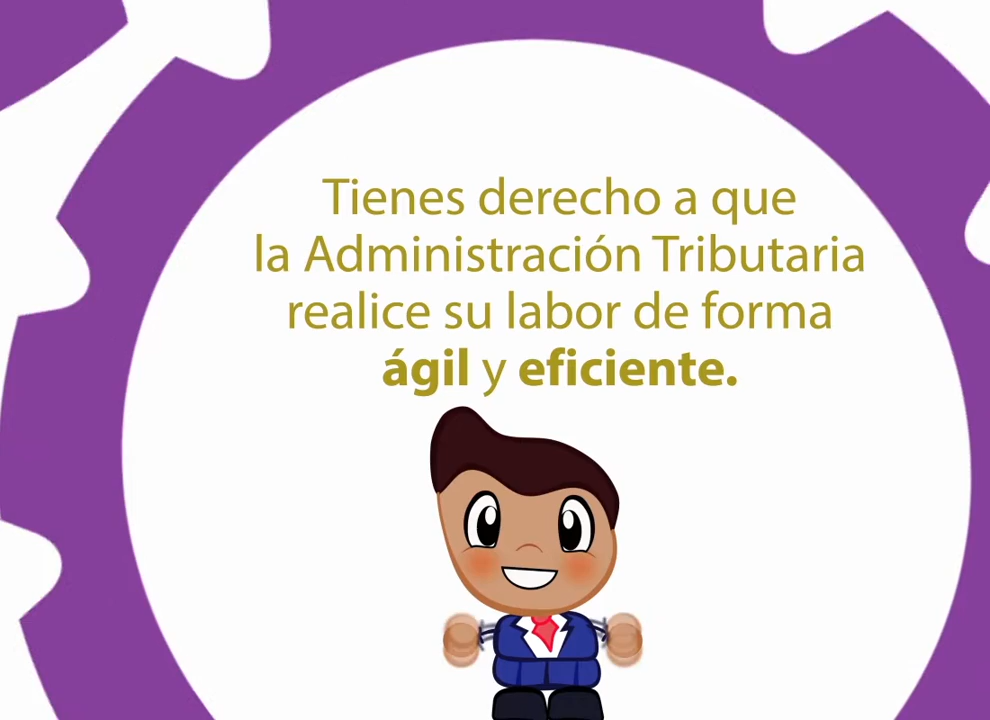 Tienes derecho a que
la Administración Tributaria
realice su labor de forma
ágil y eficiente.